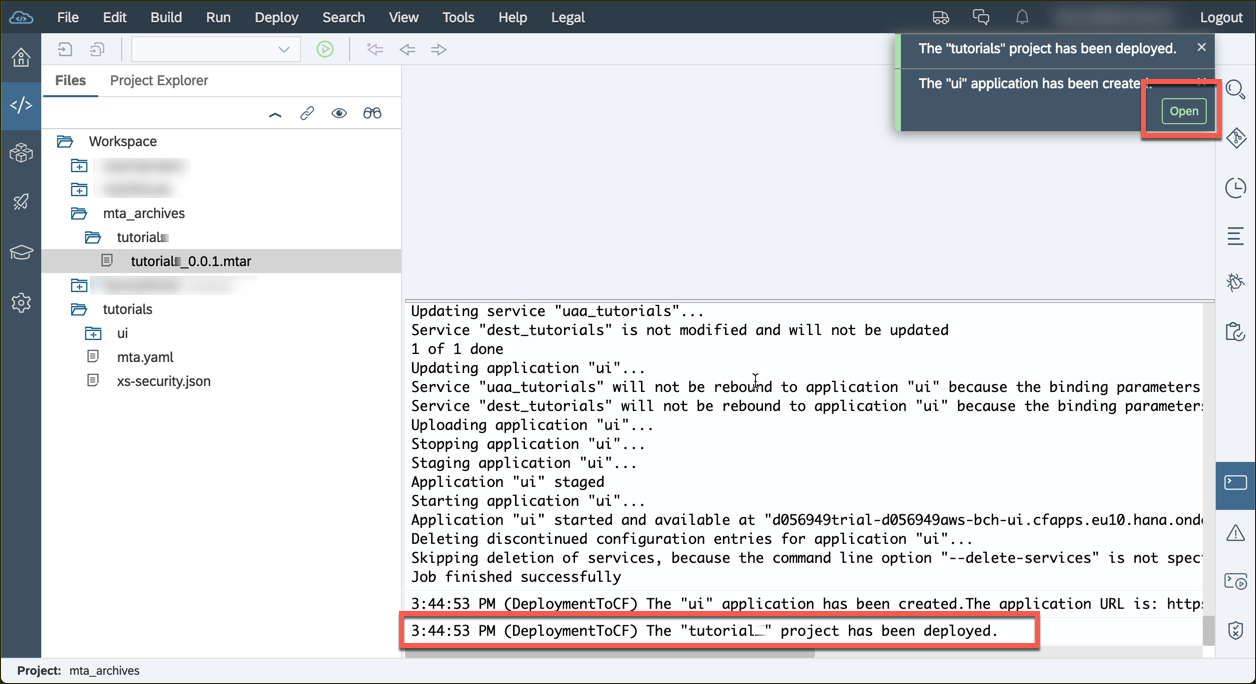 File Edit Build Run Deploy Search View Tools Help Legal Logout
The "tutorials" project has been deployed.
The "ui" application has been created.
Open
Files Project Explorer
Workspace
mta_archives
tutorial
tutorial _0.0.1.mtar
tutorials
ui
mta.yaml
xs-security.json
Updating service "uaa_tutorials"...
Service "dest_tutorials" is not modified and will not be updated
1 of 1 done
Updating application "ui"...
Service "uaa_tutorials" will not be rebound to application "ui" because the binding parameters
Service "dest_tutorials" will not be rebound to application "ui" because the binding parameters
Uploading application "ui"...
Stopping application "ui"...
Staging application "ui"...
Application "ui" staged
Starting application "ui"...
Application "ui" started and available at "d056949trial-d056949aws-bch-ui.cfapps.eu10.hana.onde
Deleting discontinued configuration entries for application "ui"...
Skipping deletion of services, because the command line option "--delete-services" is not spec
Job finished successfully
3:44:53 PM (DeploymentToCF) The "ui" application has been created.The application URL is: http
3:44:53 PM (DeploymentToCF) The "tutorial " project has been deployed.
Project: mta_archives